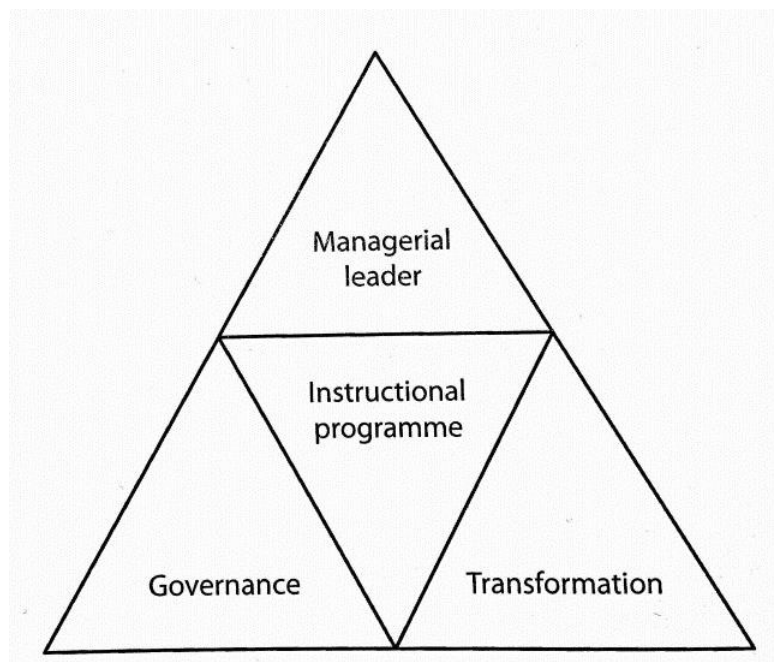 Managerial
leader
Instructional
programme
Governance
Transformation